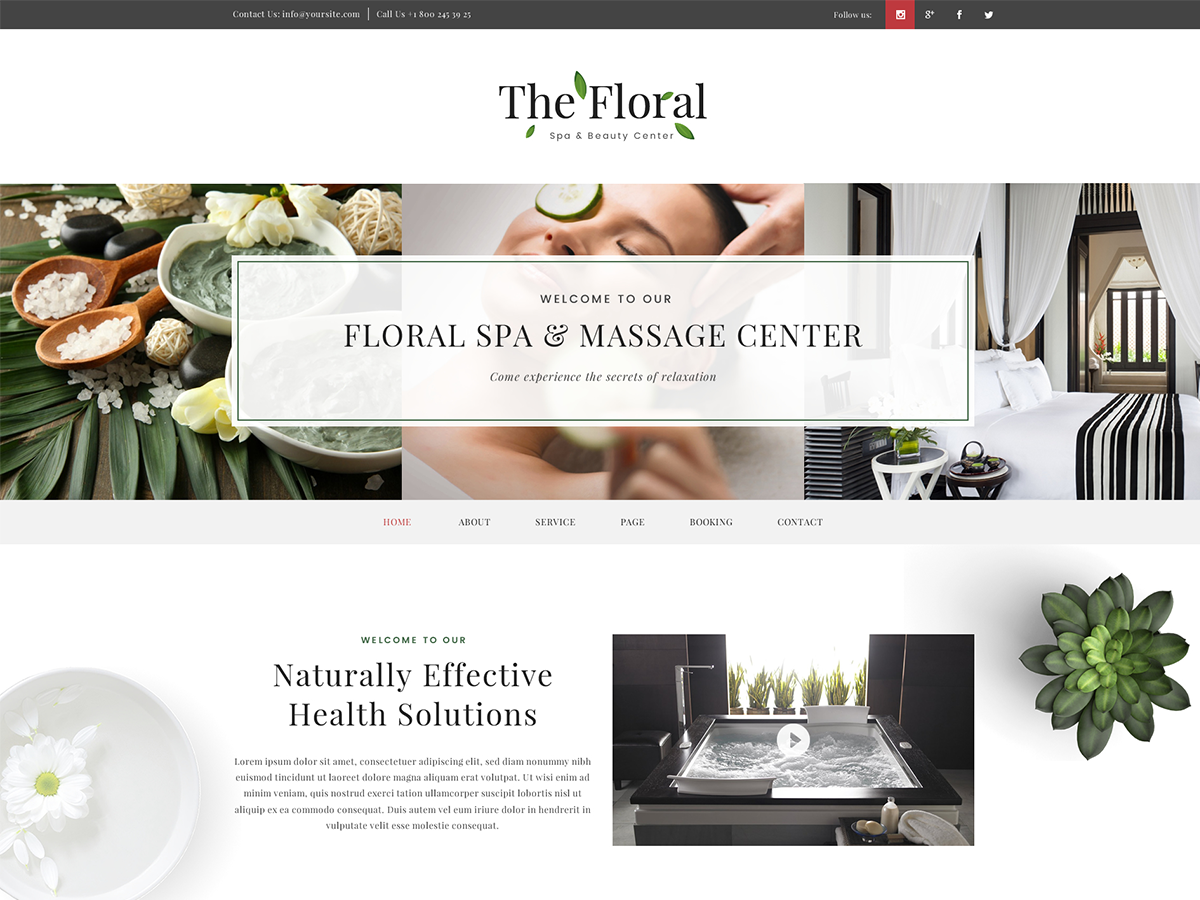 Contact Us: info@yoursite.com | Call Us +1 800 245 39 25
Follow us:
The Floral
Spa & Beauty Center
WELCOME TO OUR
FLORAL SPA & MASSAGE CENTER
Come experience the secrets of relaxation
HOME ABOUT SERVICE PAGE BOOKING CONTACT
WELCOME TO OUR
Naturally Effective
Health Solutions
Lorem ipsum dolor sit amet, consectetuer adipiscing elit, sed diam nonummy nibh
euismod tincidunt ut laoreet dolore magna aliquam erat volutpat. Ut wisi enim ad
minim veniam, quis nostrud exerci tation ullamcorper suscipit lobortis nisl ut
aliquip ex ea commodo consequat. Duis autem vel eum iriure dolor in hendrerit in
vulputate velit esse molestie consequat.